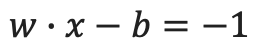 w · x − b = −1